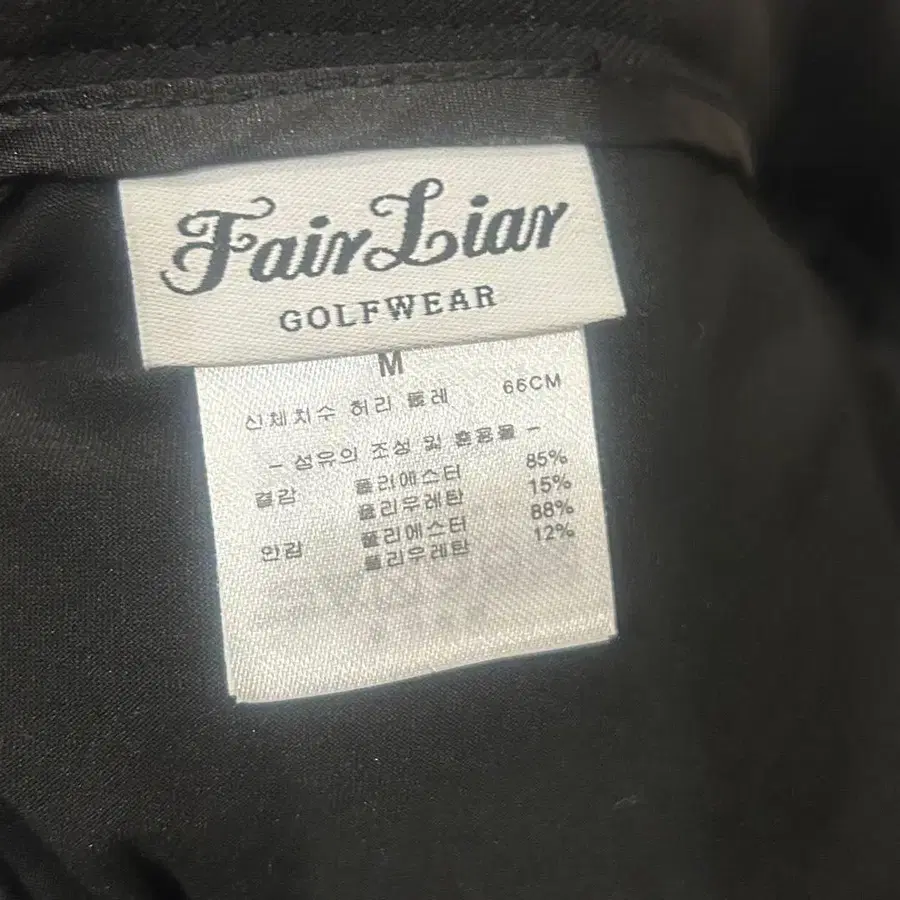 Fair Liar
GOLFWEAR
M
신체치수 허리 둘레 66CM
- 섬유의 조성 및 혼용률 -
겉감 폴리에스터 85%
폴리우레탄 15%
안감 폴리에스터 88%
폴리우레탄 12%